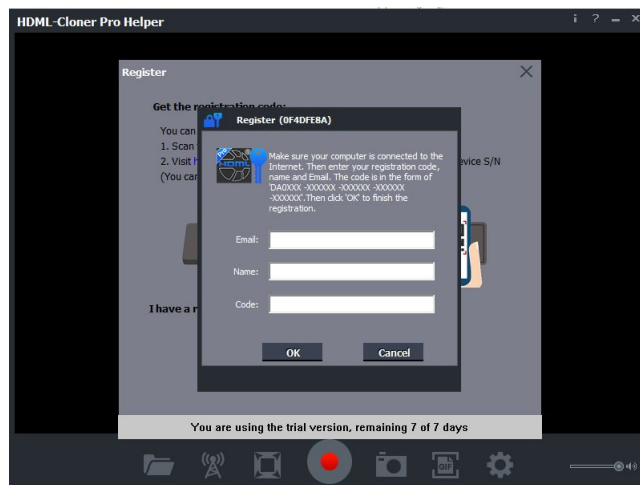 HDML-Cloner Pro Helper
Register
Get the registration code:
Register (0F4DFE8A)
You can
1. Scan
2. Visit h
evice S/N
(You can
Pro
HDML
Make sure your computer is connected to the
Internet. Then enter your registration code,
name and Email. The code is in the form of
'DA0XXX -XXXXXX -XXXXXX -XXXXXX
-XXXXXX'.Then click 'OK' to finish the
registration.
Email:
Name:
I have a r
Code:
OK
Cancel
You are using the trial version, remaining 7 of 7 days
GIF